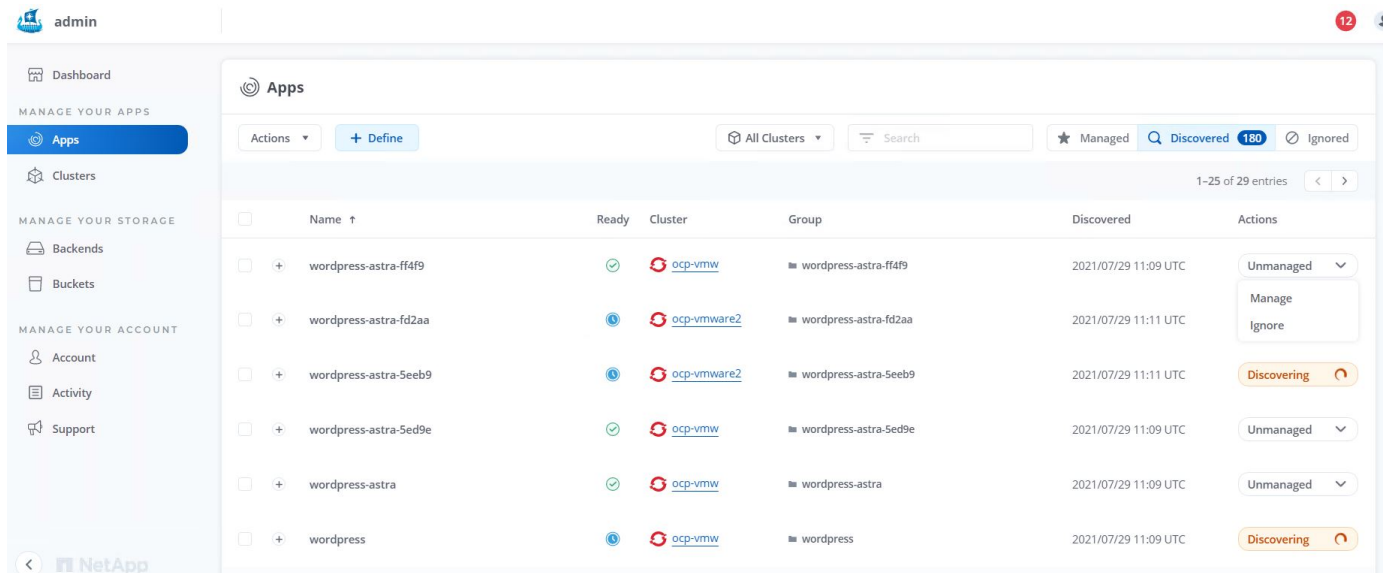 admin
12
Dashboard
MANAGE YOUR APPS
Apps
Clusters
MANAGE YOUR STORAGE
Backends
Buckets
MANAGE YOUR ACCOUNT
Account
Activity
Support
NetApp
Apps
Actions + Define All Clusters Search Managed Discovered 180 Ignored
1–25 of 29 entries < >
Name ↑ Ready Cluster Group Discovered Actions
+ wordpress-astra-ff4f9 ocp-vmw wordpress-astra-ff4f9 2021/07/29 11:09 UTC Unmanaged
Manage
+ wordpress-astra-fd2aa ocp-vmware2 wordpress-astra-fd2aa 2021/07/29 11:11 UTC
Ignore
+ wordpress-astra-5eeb9 ocp-vmware2 wordpress-astra-5eeb9 2021/07/29 11:11 UTC Discovering
+ wordpress-astra-5ed9e ocp-vmw wordpress-astra-5ed9e 2021/07/29 11:09 UTC Unmanaged
+ wordpress-astra ocp-vmw wordpress-astra 2021/07/29 11:09 UTC Unmanaged
+ wordpress ocp-vmw wordpress 2021/07/29 11:09 UTC Discovering